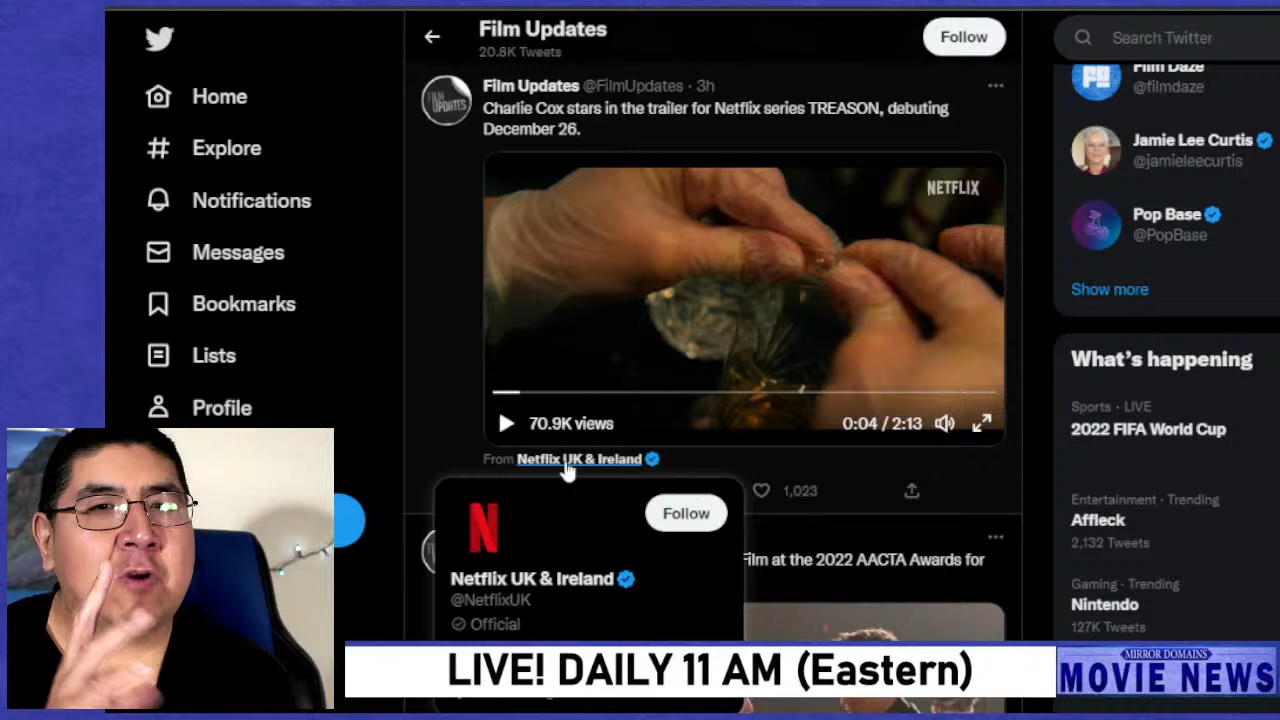 Film Updates
20.8K Tweets
Follow
Search Twitter
Home
Explore
Notifications
Messages
Bookmarks
Lists
Profile
FILM UPDATES
Film Updates @FilmUpdates · 3h
Charlie Cox stars in the trailer for Netflix series TREASON, debuting
December 26.
NETFLIX
70.9K views
0:04 / 2:13
From Netflix UK & Ireland
1,023
N
Follow
Netflix UK & Ireland
@NetflixUK
Official
Film at the 2022 AACTA Awards for
Film Daze
@filmdaze
Jamie Lee Curtis
@jamieleecurtis
Pop Base
@PopBase
Show more
What's happening
Sports · LIVE
2022 FIFA World Cup
Entertainment · Trending
Affleck
2,132 Tweets
Gaming · Trending
Nintendo
127K Tweets
LIVE! DAILY 11 AM (Eastern)
MIRROR DOMAINS
MOVIE NEWS